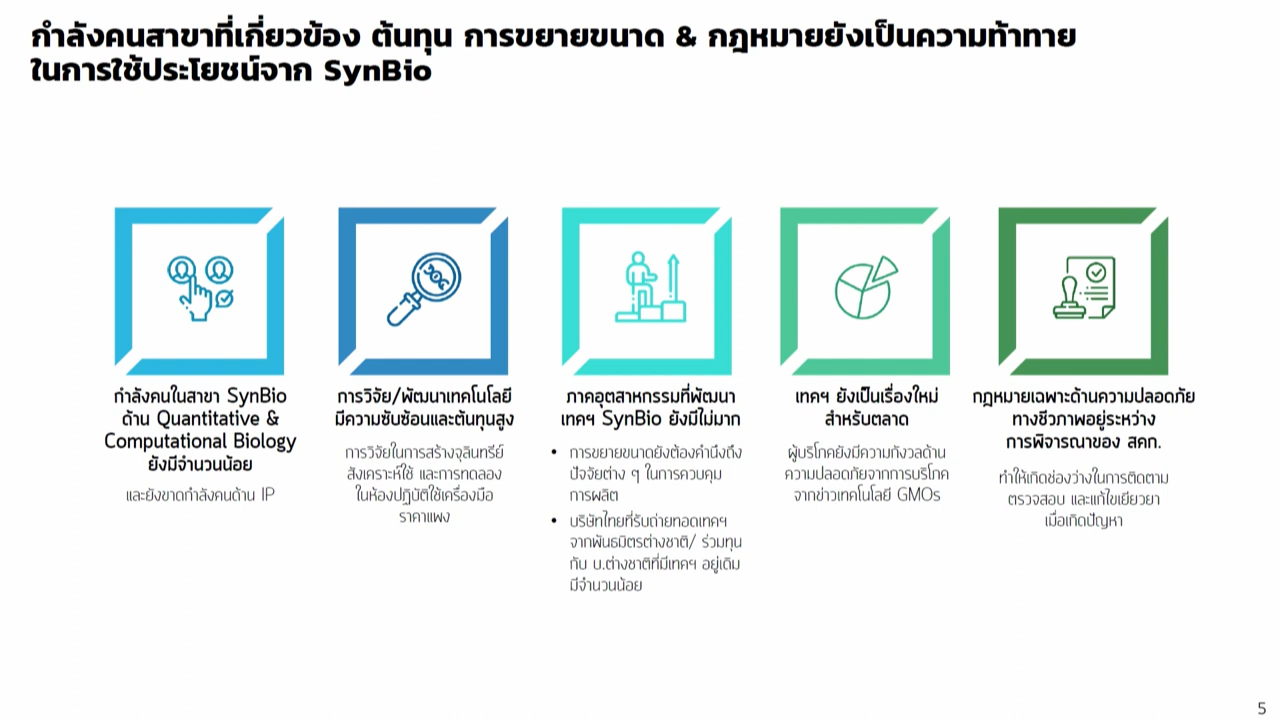 กำลังคนสาขาที่เกี่ยวข้อง ต้นทุน การขยายขนาด & กฎหมายยังเป็นความท้าทาย
ในการใช้ประโยชน์จาก SynBio
กำลังคนในสาขา SynBio
ด้าน Quantitative &
Computational Biology
ยังมีจำนวนน้อย
และยังขาดกำลังคนด้าน IP
การวิจัย/พัฒนาเทคโนโลยี
มีความซับซ้อนและต้นทุนสูง
การวิจัยในการสร้างจุลินทรีย์
สังเคราะห์ใช้ และการทดลอง
ในห้องปฏิบัติใช้เครื่องมือ
ราคาแพง
ภาคอุตสาหกรรมที่พัฒนา
เทคฯ SynBio ยังมีไม่มาก
• การขยายขนาดยังต้องคำนึงถึง
ปัจจัยต่าง ๆ ในการควบคุม
การผลิต
• บริษัทไทยที่รับถ่ายทอดเทคฯ
จากพันธมิตรต่างชาติ/ ร่วมทุน
กับ บ.ต่างชาติที่มีเทคฯ อยู่เดิม
มีจำนวนน้อย
เทคฯ ยังเป็นเรื่องใหม่
สำหรับตลาด
ผู้บริโภคยังมีความกังวลด้าน
ความปลอดภัยจากการบริโภค
จากข่าวเทคโนโลยี GMOs
กฎหมายเฉพาะด้านความปลอดภัย
ทางชีวภาพอยู่ระหว่าง
การพิจารณาของ สคก.
ทำให้เกิดช่องว่างในการติดตาม
ตรวจสอบ และแก้ไขเยียวยา
เมื่อเกิดปัญหา
5